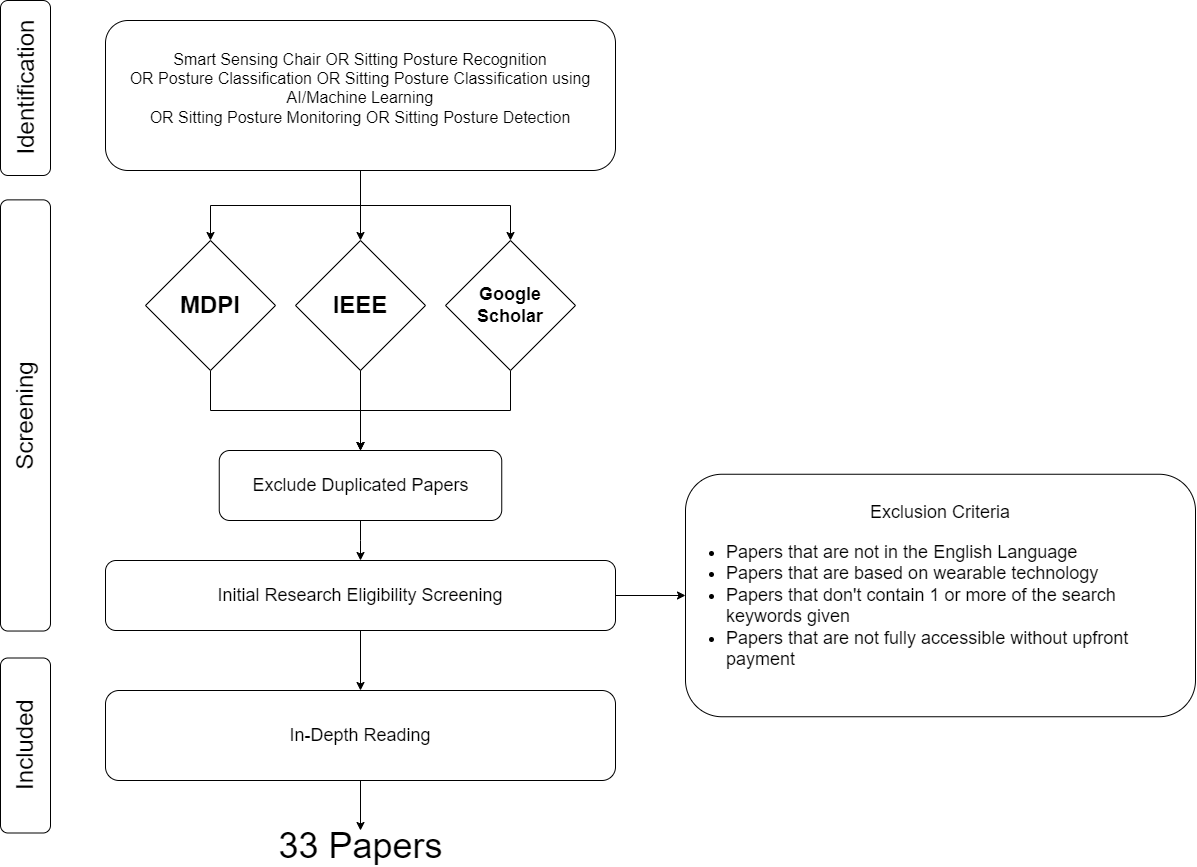 Identification
Smart Sensing Chair OR Sitting Posture Recognition
OR Posture Classification OR Sitting Posture Classification using
AI/Machine Learning
OR Sitting Posture Monitoring OR Sitting Posture Detection
Screening
MDPI
IEEE
Google
Scholar
Exclude Duplicated Papers
Initial Research Eligibility Screening
Exclusion Criteria
• Papers that are not in the English Language
• Papers that are based on wearable technology
• Papers that don't contain 1 or more of the search
keywords given
• Papers that are not fully accessible without upfront
payment
Included
In-Depth Reading
33 Papers